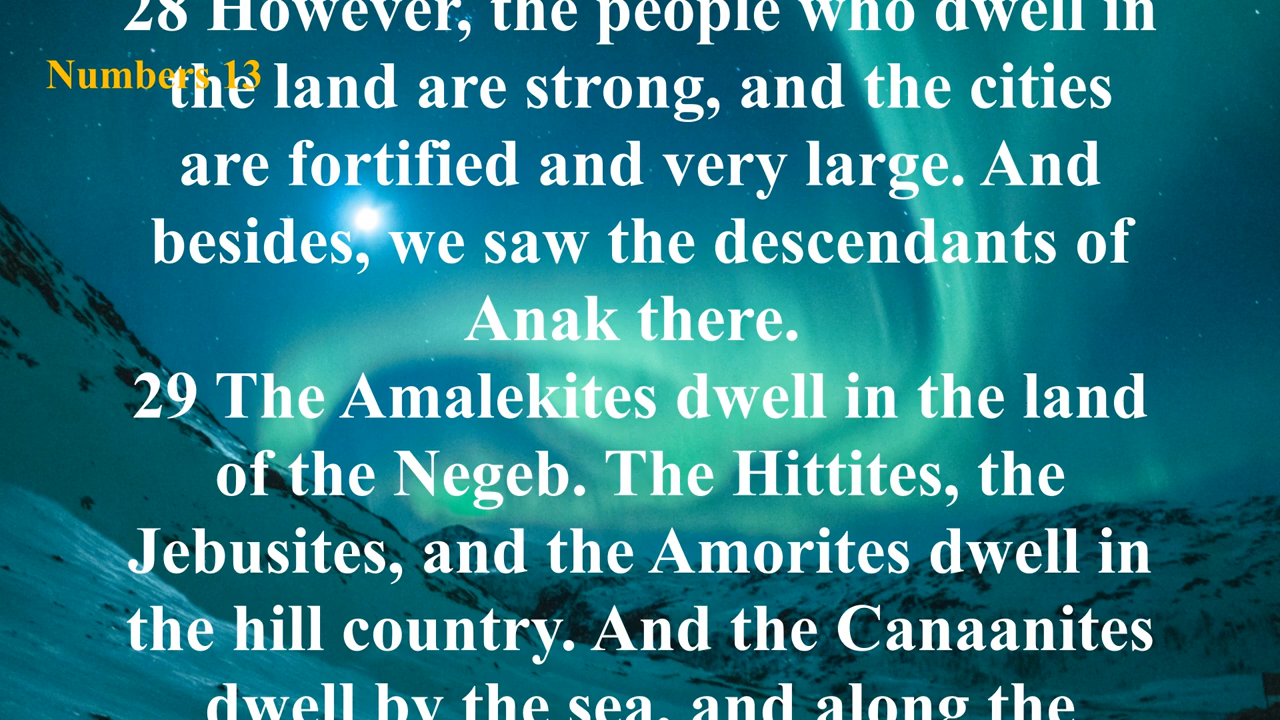 28 However, the people who dwell in
Numbers 13
the land are strong, and the cities
are fortified and very large. And
besides, we saw the descendants of
Anak there.
29 The Amalekites dwell in the land
of the Negeb. The Hittites, the
Jebusites, and the Amorites dwell in
the hill country. And the Canaanites
dwell by the sea, and along the